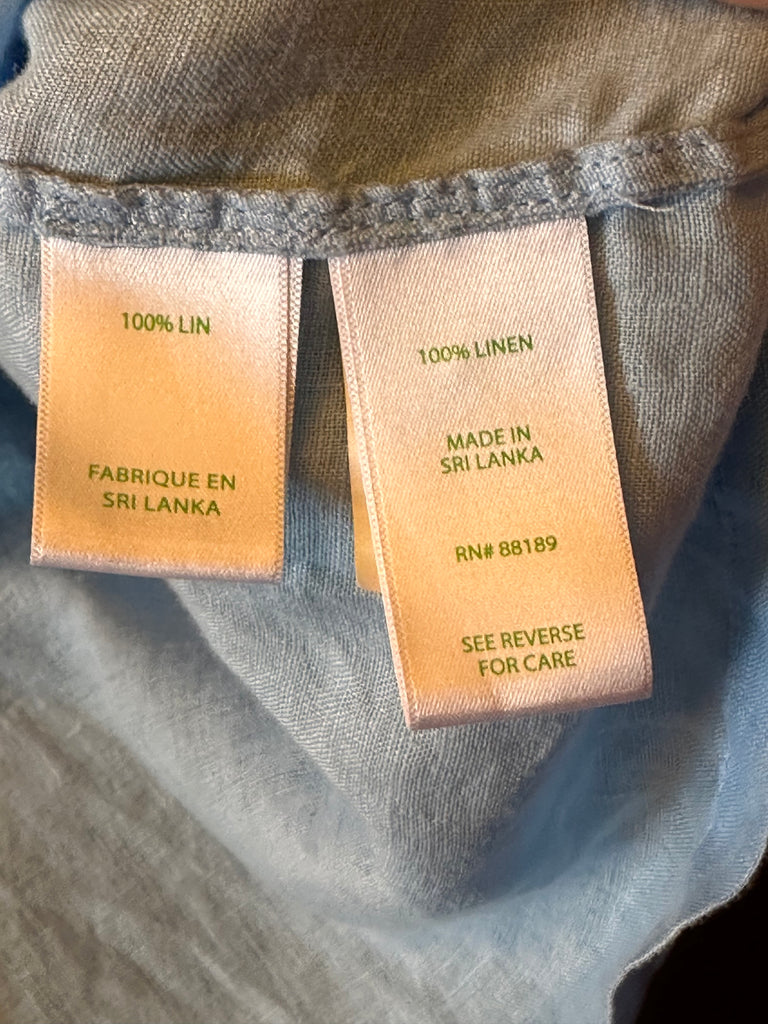 100% LIN
FABRIQUE EN
SRI LANKA
100% LINEN
MADE IN
SRI LANKA
RN# 88189
SEE REVERSE
FOR CARE